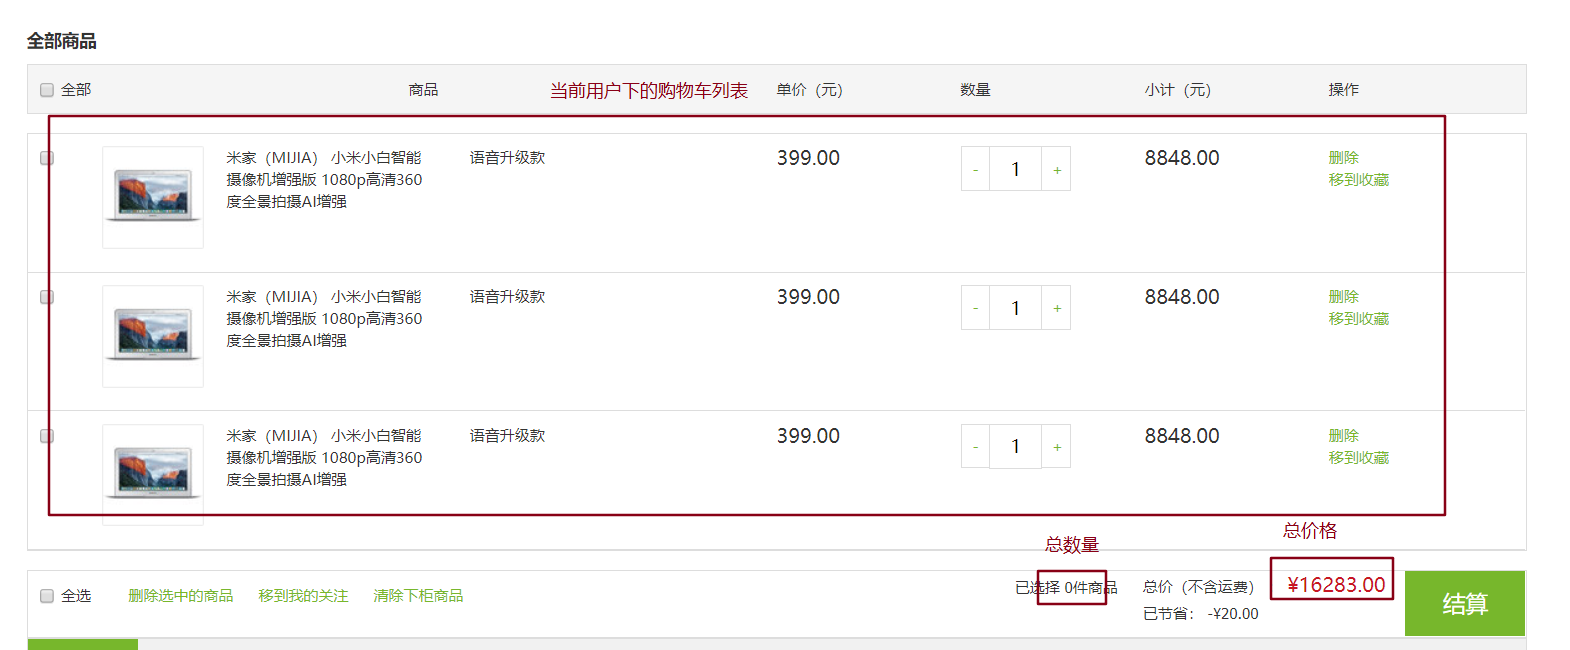 全部商品
全部 商品 当前用户下的购物车列表 单价（元） 数量 小计（元） 操作
米家（MIJIA） 小米小白智能 语音升级款 399.00 - 1 + 8848.00 删除
摄像机增强版 1080p高清360 移到收藏
度全景拍摄AI增强
米家（MIJIA） 小米小白智能 语音升级款 399.00 - 1 + 8848.00 删除
摄像机增强版 1080p高清360 移到收藏
度全景拍摄AI增强
米家（MIJIA） 小米小白智能 语音升级款 399.00 - 1 + 8848.00 删除
摄像机增强版 1080p高清360 移到收藏
度全景拍摄AI增强
总数量 总价格
全选 删除选中的商品 移到我的关注 清除下柜商品 已选择 0件商品 总价（不含运费） ¥16283.00 结算
已节省： -¥20.00